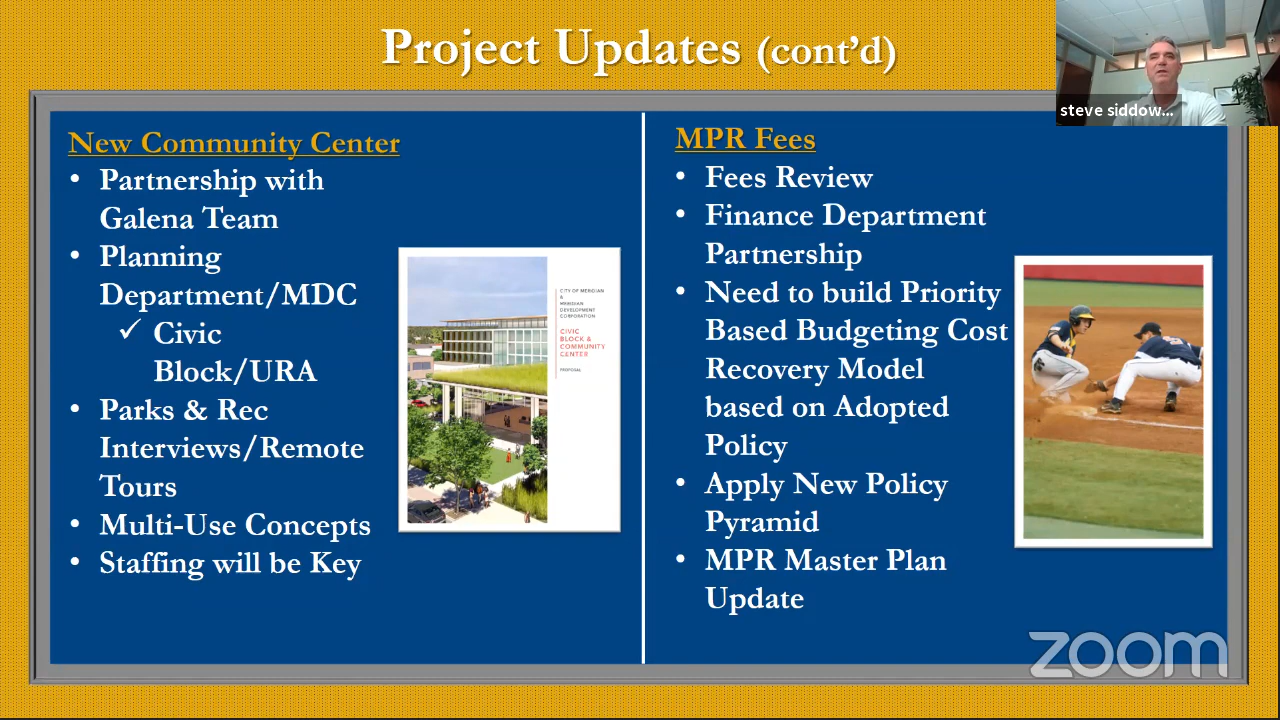 Project Updates (cont’d)
steve siddow...
New Community Center
• Partnership with
Galena Team
• Planning
Department/MDC
✓ Civic
Block/URA
• Parks & Rec
Interviews/Remote
Tours
• Multi-Use Concepts
• Staffing will be Key
CITY OF MERIDIAN
&
MERIDIAN
DEVELOPMENT
CORPORATION
CIVIC
BLOCK &
COMMUNITY
CENTER
PROPOSAL
MPR Fees
• Fees Review
• Finance Department
Partnership
• Need to build Priority
Based Budgeting Cost
Recovery Model
based on Adopted
Policy
• Apply New Policy
Pyramid
• MPR Master Plan
Update
zoom